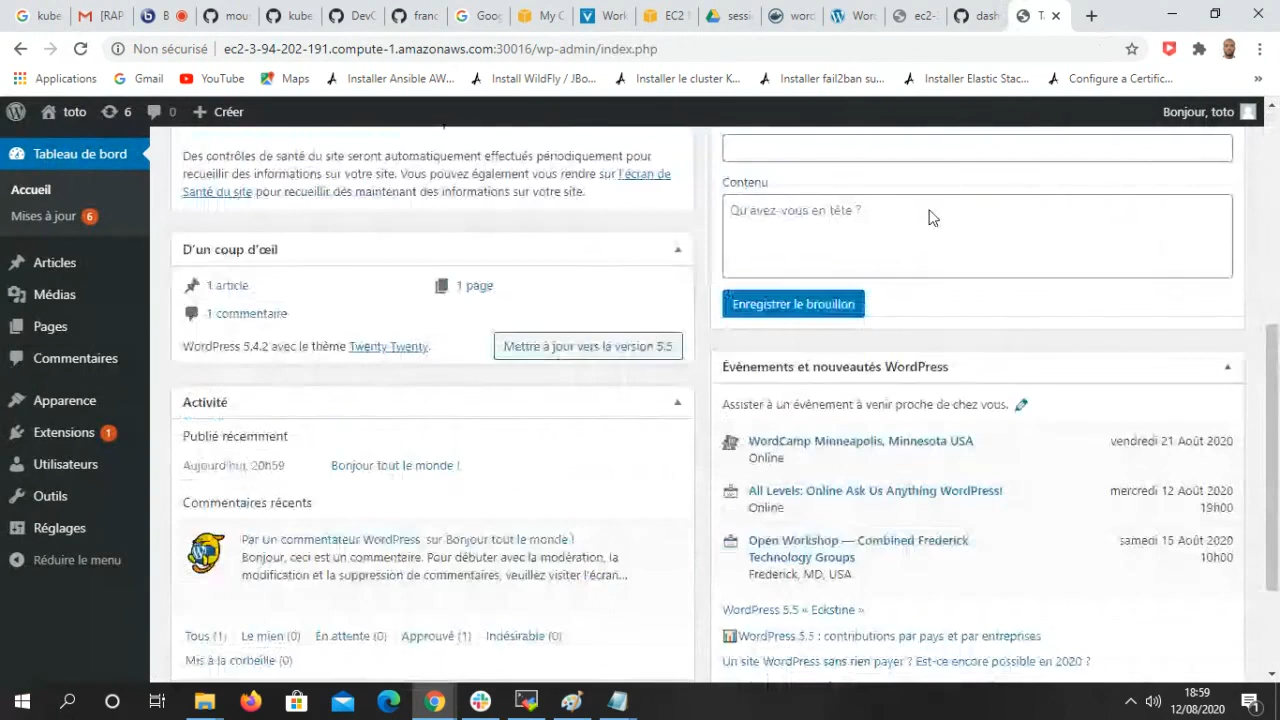 kube
[RAP
B
mou
kube
DevC
franc
Goog
My C
Work
EC2
sessi
word
Word
ec2-
dash
T
Non sécurisé
ec2-3-94-202-191.compute-1.amazonaws.com:30016/wp-admin/index.php
Applications
Gmail
YouTube
Maps
Installer Ansible AW...
Install WildFly / JBo...
Installer le cluster K...
Installer fail2ban su...
Installer Elastic Stac...
Configure a Certific...
»
toto
6
0
Créer
Bonjour, toto
Tableau de bord
Accueil
Mises à jour 6
Articles
Médias
Pages
Commentaires
Apparence
Extensions 1
Utilisateurs
Outils
Réglages
Réduire le menu
Des contrôles de santé du site seront automatiquement effectués périodiquement pour
recueillir des informations sur votre site. Vous pouvez également vous rendre sur l'écran de
Santé du site pour recueillir dès maintenant des informations sur votre site.
D'un coup d'œil
1 article
1 page
1 commentaire
WordPress 5.4.2 avec le thème Twenty Twenty.
Mettre à jour vers la version 5.5
Activité
Publié récemment
Aujourd'hui, 20h59
Bonjour tout le monde !
Commentaires récents
Par Un commentateur WordPress sur Bonjour tout le monde !
Bonjour, ceci est un commentaire. Pour débuter avec la modération, la
modification et la suppression de commentaires, veuillez visiter l'écran...
Tous (1)
Le mien (0)
En attente (0)
Approuvé (1)
Indésirable (0)
Mis à la corbeille (0)
Contenu
Qu'avez-vous en tête ?
Enregistrer le brouillon
Évènements et nouveautés WordPress
Assister à un évènement à venir proche de chez vous.
WordCamp Minneapolis, Minnesota USA
vendredi 21 Août 2020
Online
All Levels: Online Ask Us Anything WordPress!
mercredi 12 Août 2020
Online
19h00
Open Workshop — Combined Frederick
samedi 15 Août 2020
Technology Groups
10h00
Frederick, MD, USA
WordPress 5.5 « Eckstine »
WordPress 5.5 : contributions par pays et par entreprises
Un site WordPress sans rien payer ? Est-ce encore possible en 2020 ?
18:59
12/08/2020
1